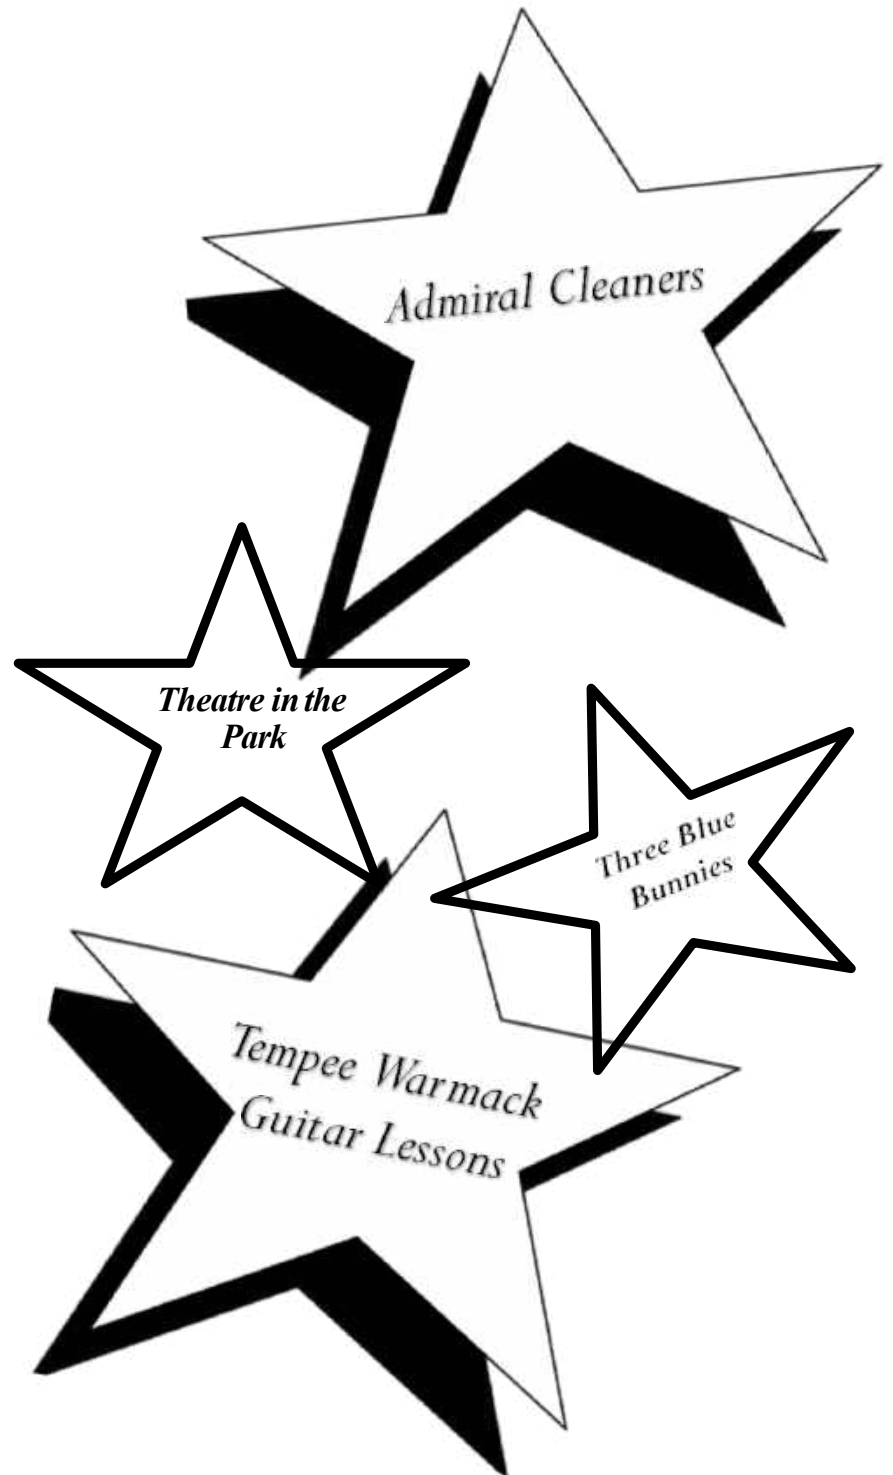 Admiral Cleaners
Theatre in the
Park
Three Blue
Bunnies
Tempee Warmack
Guitar Lessons